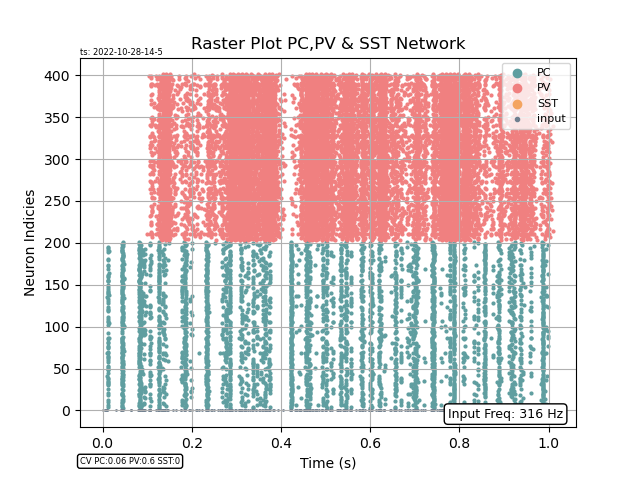 ts: 2022-10-28-14-5
Raster Plot PC,PV & SST Network
PC
PV
SST
input
400
350
300
250
200
150
100
50
0
Neuron Indicies
Input Freq: 316 Hz
0.0 0.2 0.4 0.6 0.8 1.0
Time (s)
CV PC:0.06 PV:0.6 SST:0